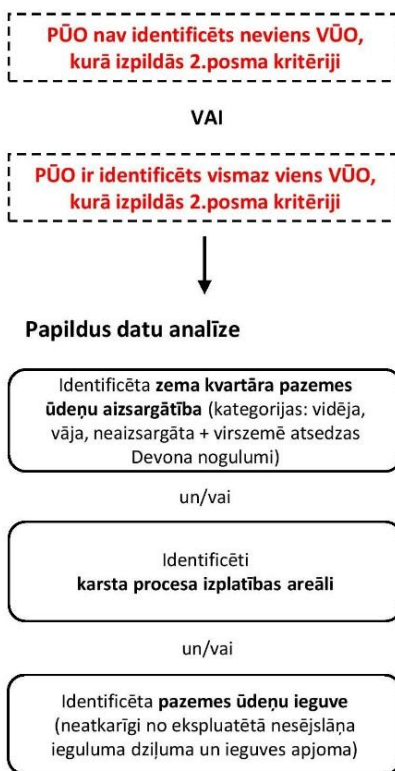 PŪO nav identificēts neviens VŪO,
kurā izpildās 2.posma kritēriji
VAI
PŪO ir identificēts vismaz viens VŪO,
kurā izpildās 2.posma kritēriji
Papildus datu analīze
Identificēta zema kvartāra pazemes
ūdeņu aizsargātība (kategorijas: vidēja,
vāja, neaizsargāta + virszemē atsedzas
Devona nogulumi)
un/vai
Identificēti
karsta procesa izplatības areāli
un/vai
Identificēta pazemes ūdeņu ieguve
(neatkarīgi no ekspluatētā nesējslāņa
ieguluma dziļuma un ieguves apjoma)